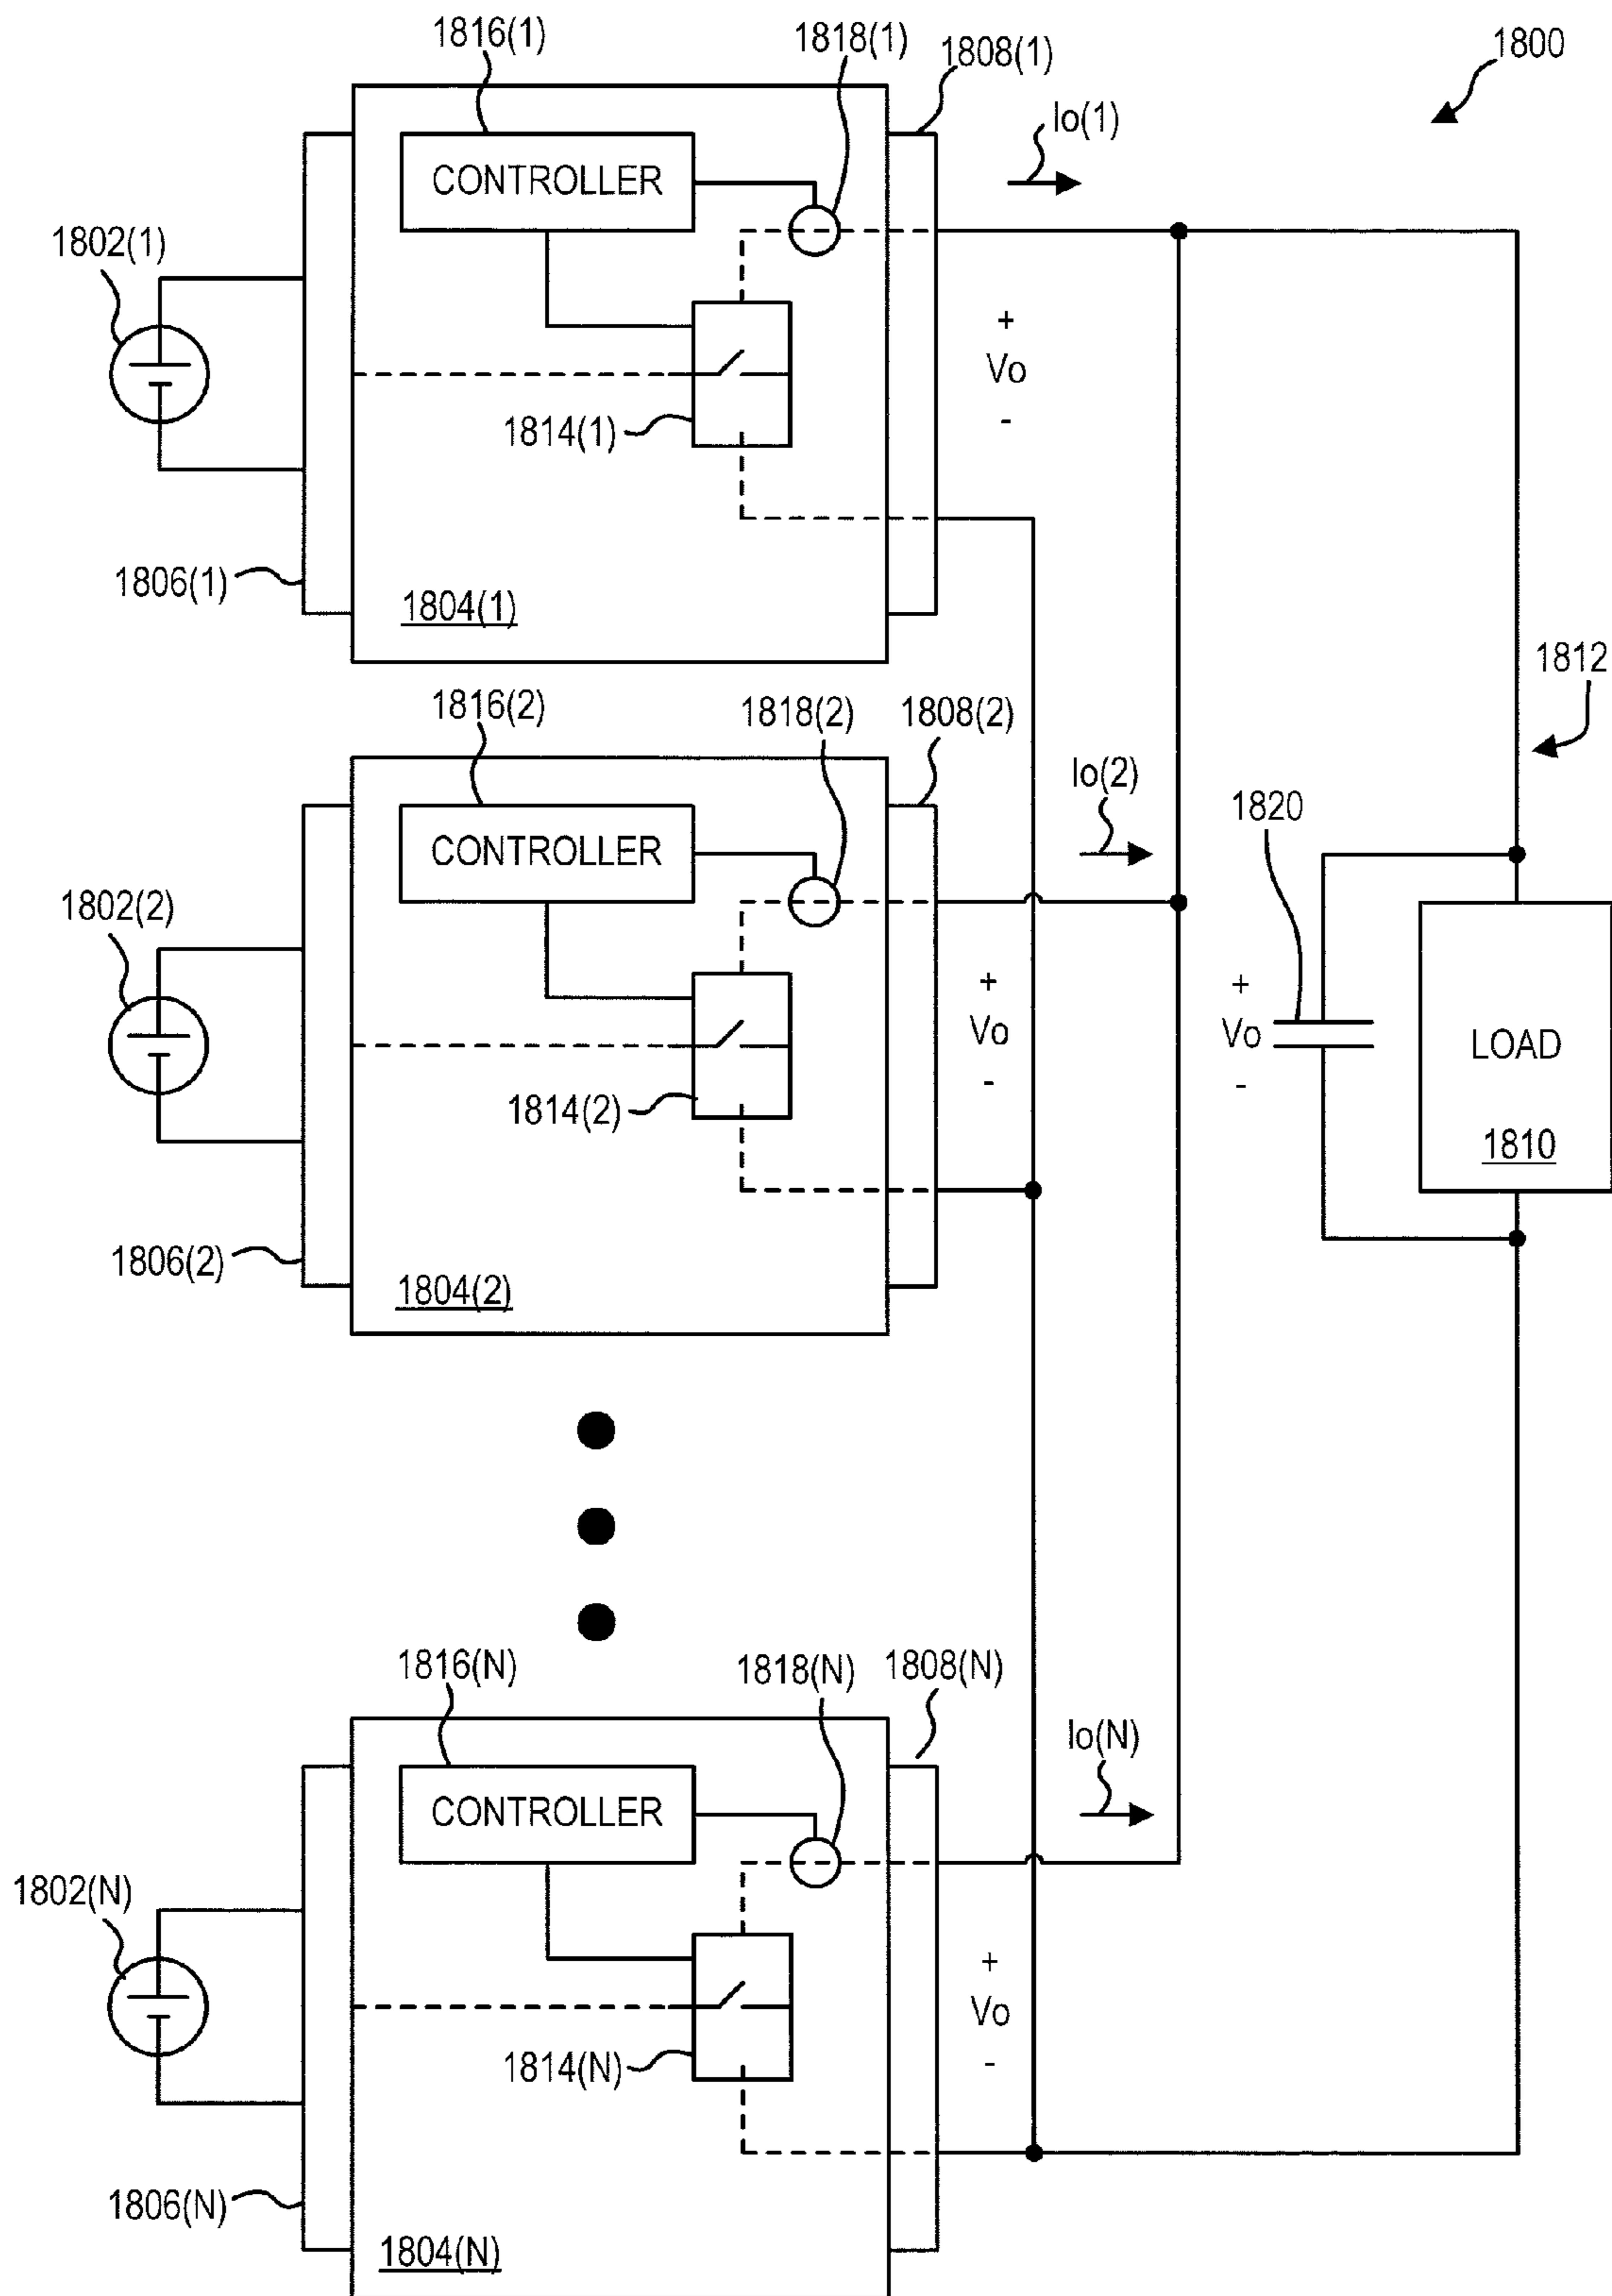 1816(1)
1818(1)
1808(1)
1800
Io(1)
CONTROLLER
1802(1)
+
Vo
-
1814(1)
1806(1)
1804(1)
1812
1816(2)
1818(2)
1808(2)
Io(2)
1820
CONTROLLER
1802(2)
+
Vo
-
+
Vo
-
LOAD
1810
1814(2)
1806(2)
1804(2)
1816(N)
1818(N)
1808(N)
Io(N)
CONTROLLER
1802(N)
+
Vo
-
1814(N)
1806(N)
1804(N)